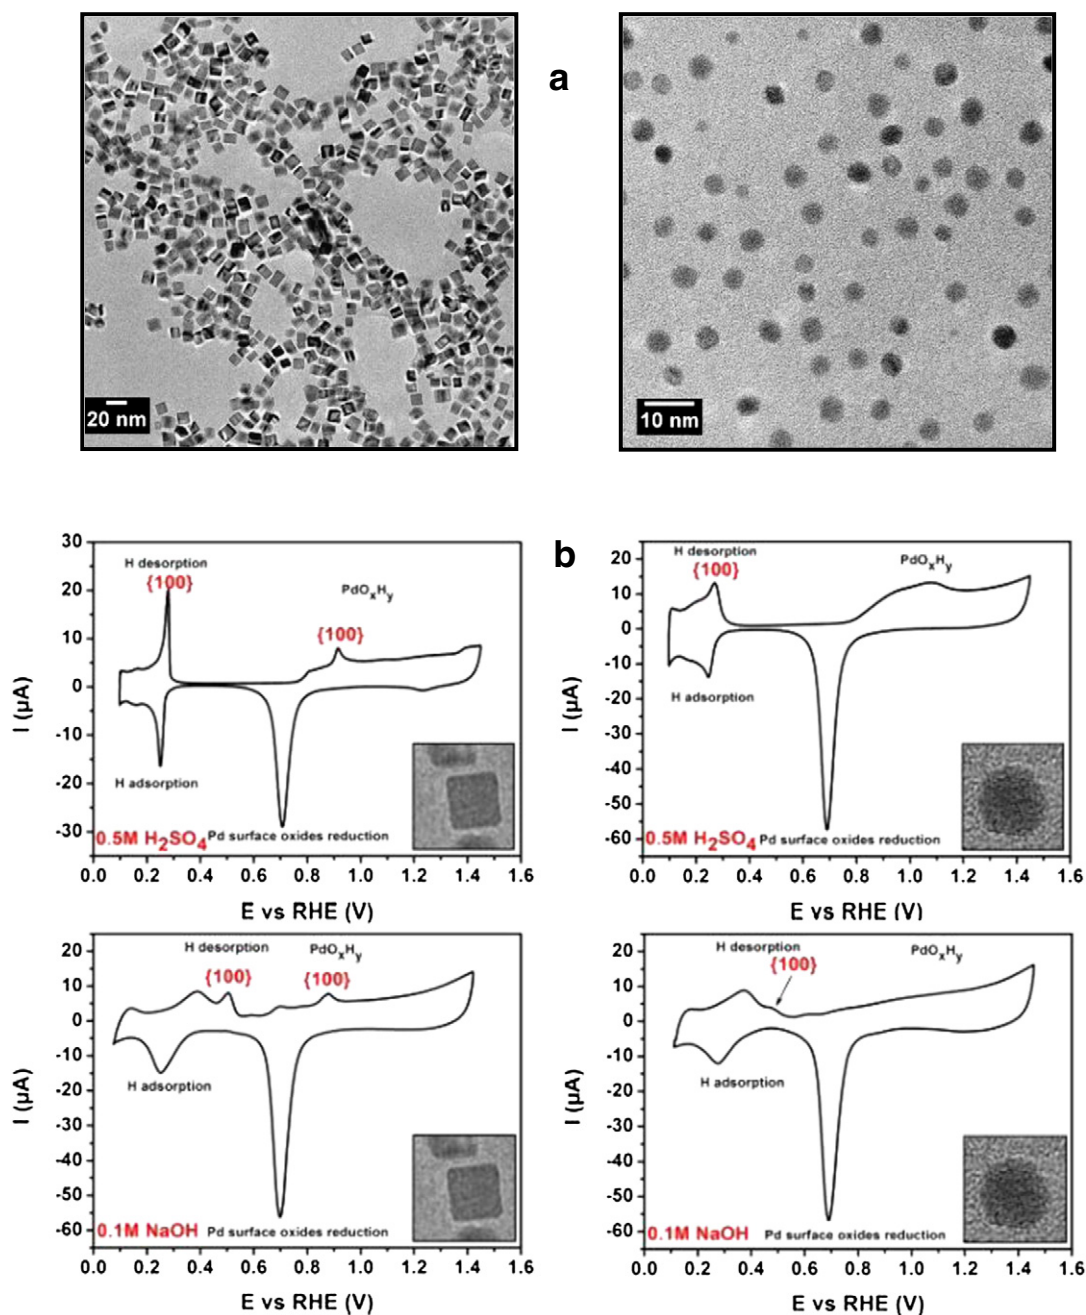 a
20 nm
10 nm
b
30
20
10
0
-10
-20
-30
I (µA)
H desorption
{100}
PdOxHy
{100}
H adsorption
0.5M H2SO4 Pd surface oxides reduction
0.0 0.2 0.4 0.6 0.8 1.0 1.2 1.4 1.6
E vs RHE (V)
20
10
0
-10
-20
-30
-40
-50
-60
I (µA)
H desorption
{100}
PdOxHy
H adsorption
0.5M H2SO4 Pd surface oxides reduction
0.0 0.2 0.4 0.6 0.8 1.0 1.2 1.4 1.6
E vs RHE (V)
20
10
0
-10
-20
-30
-40
-50
-60
I (µA)
H desorption
PdOxHy
{100}
{100}
H adsorption
0.1M NaOH Pd surface oxides reduction
0.0 0.2 0.4 0.6 0.8 1.0 1.2 1.4 1.6
E vs RHE (V)
20
10
0
-10
-20
-30
-40
-50
-60
I (µA)
H desorption
{100}
PdOxHy
H adsorption
0.1M NaOH Pd surface oxides reduction
0.0 0.2 0.4 0.6 0.8 1.0 1.2 1.4 1.6
E vs RHE (V)